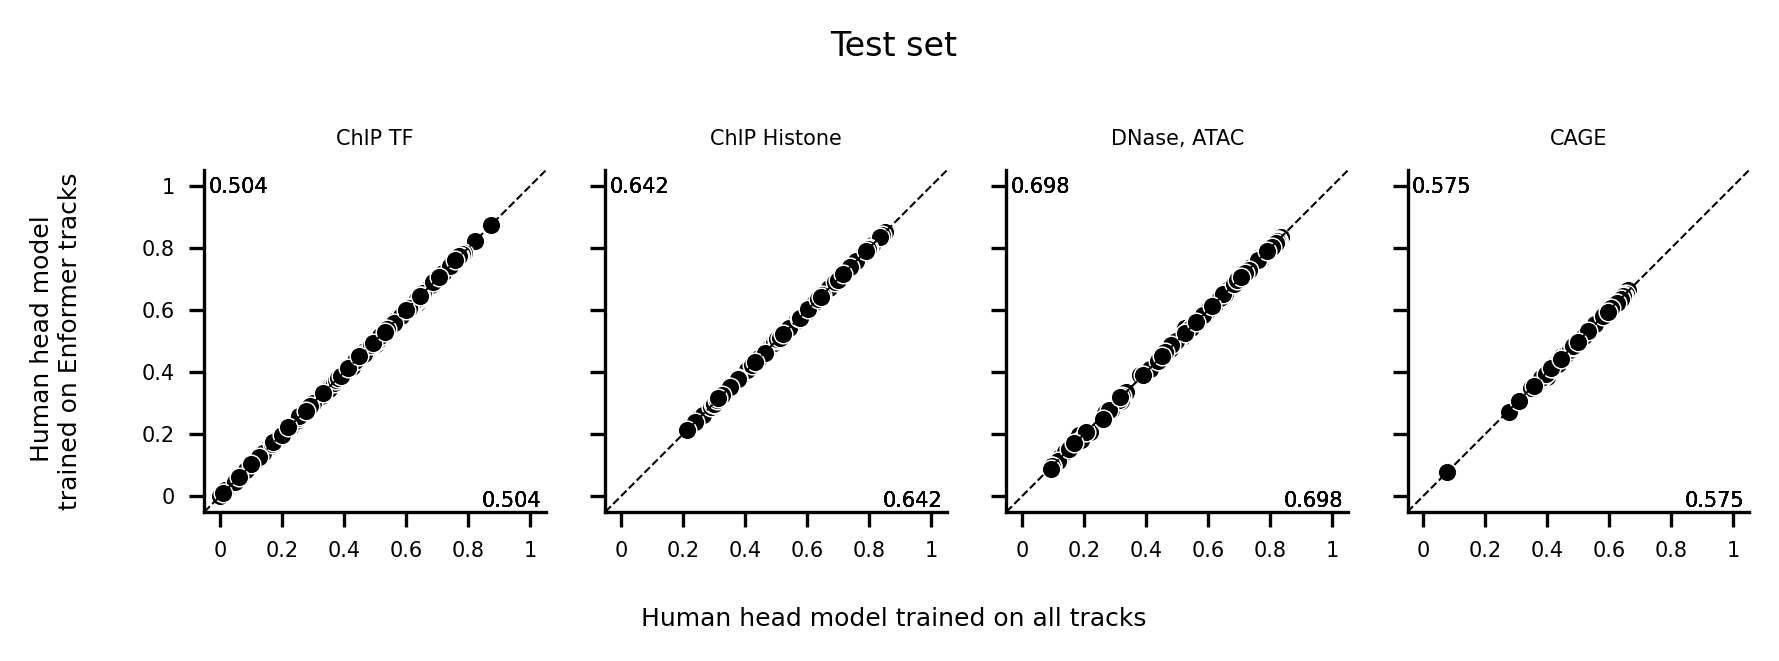 Test set
ChIP TF
ChIP Histone
DNase, ATAC
CAGE
Human head model
trained on Enformer tracks
1
0.8
0.6
0.4
0.2
0
0.504
0.504
0 0.2 0.4 0.6 0.8 1
0.642
0.642
0 0.2 0.4 0.6 0.8 1
0.698
0.698
0 0.2 0.4 0.6 0.8 1
0.575
0.575
0 0.2 0.4 0.6 0.8 1
Human head model trained on all tracks